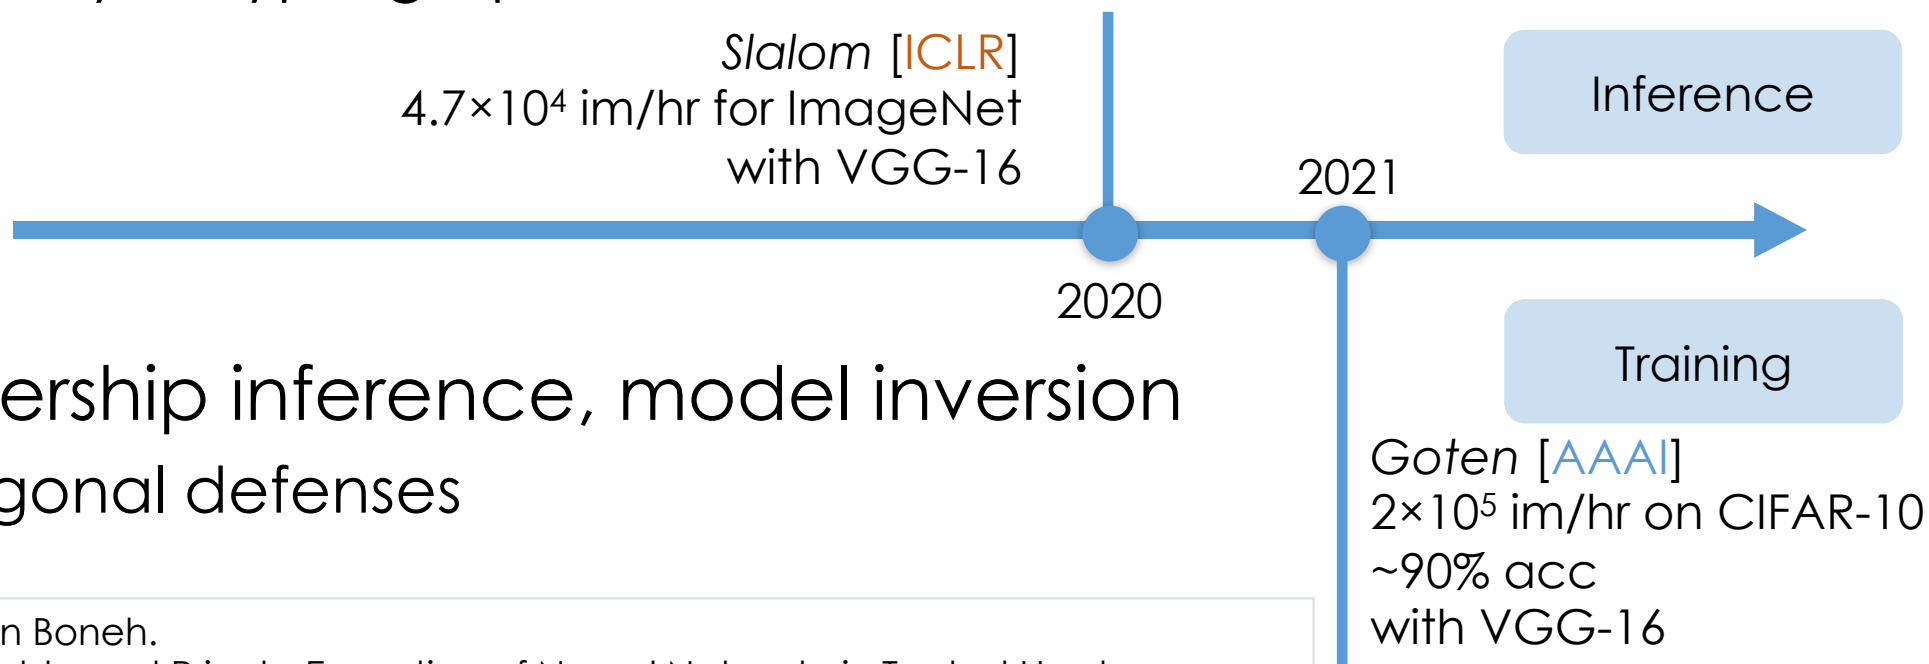 Slalom [ICLR]
4.7×10⁴ im/hr for ImageNet
with VGG-16
Inference
2021
2020
Training
ership inference, model inversion
gonal defenses
Goten [AAAI]
2×10⁵ im/hr on CIFAR-10
~90% acc
with VGG-16
n Boneh.